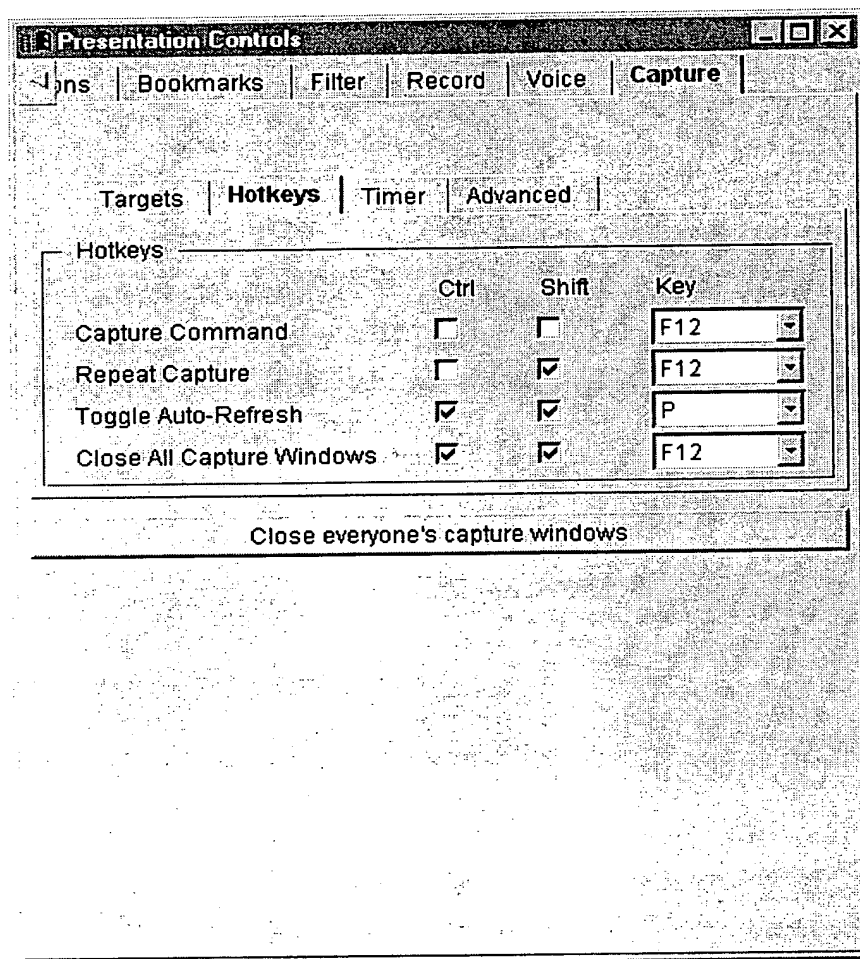 Presentation Controls
ons Bookmarks Filter Record Voice Capture
Targets Hotkeys Timer Advanced
Hotkeys
Ctrl Shift Key
Capture Command F12
Repeat Capture F12
Toggle Auto-Refresh P
Close All Capture Windows F12
Close everyone's capture windows